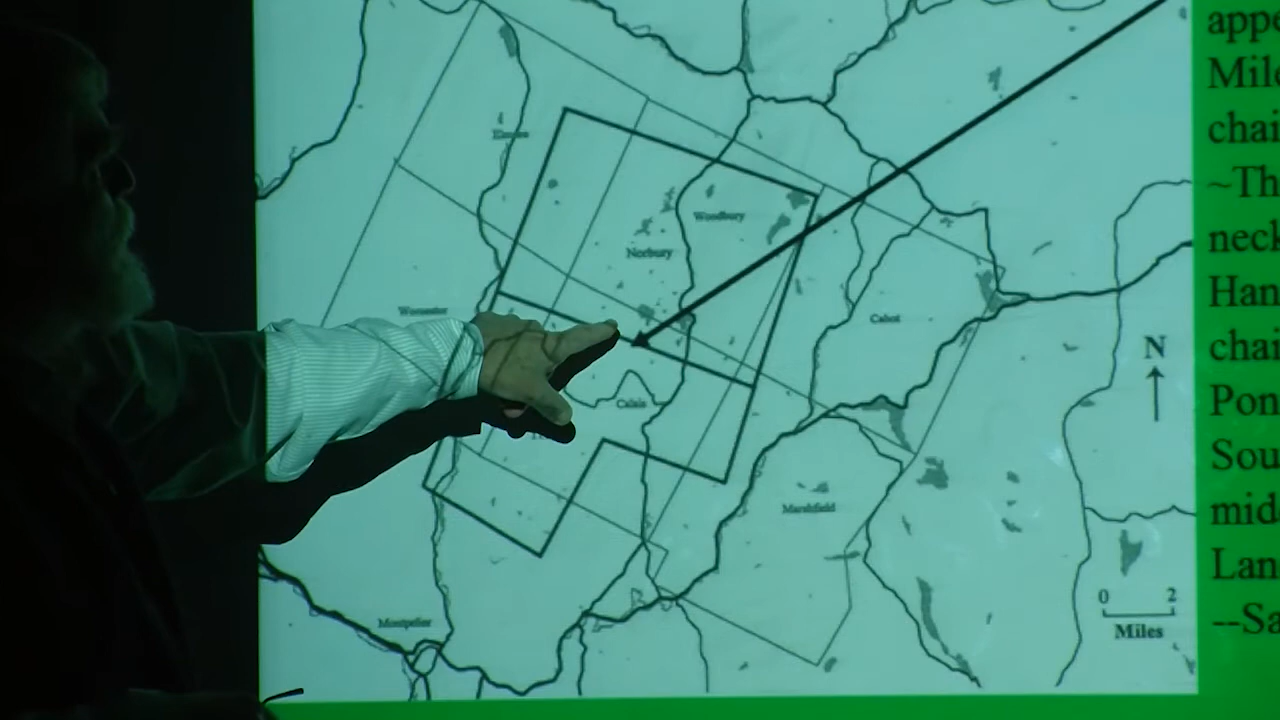 appe
Mile
chai
~Th
neck
Han
chai
Pon
Sou
mid
Lan
--Sa
Elmore
Woodbury
Norbury
Worcester
Cabot
N
Calais
Marshfield
0 2
Miles
Montpelier